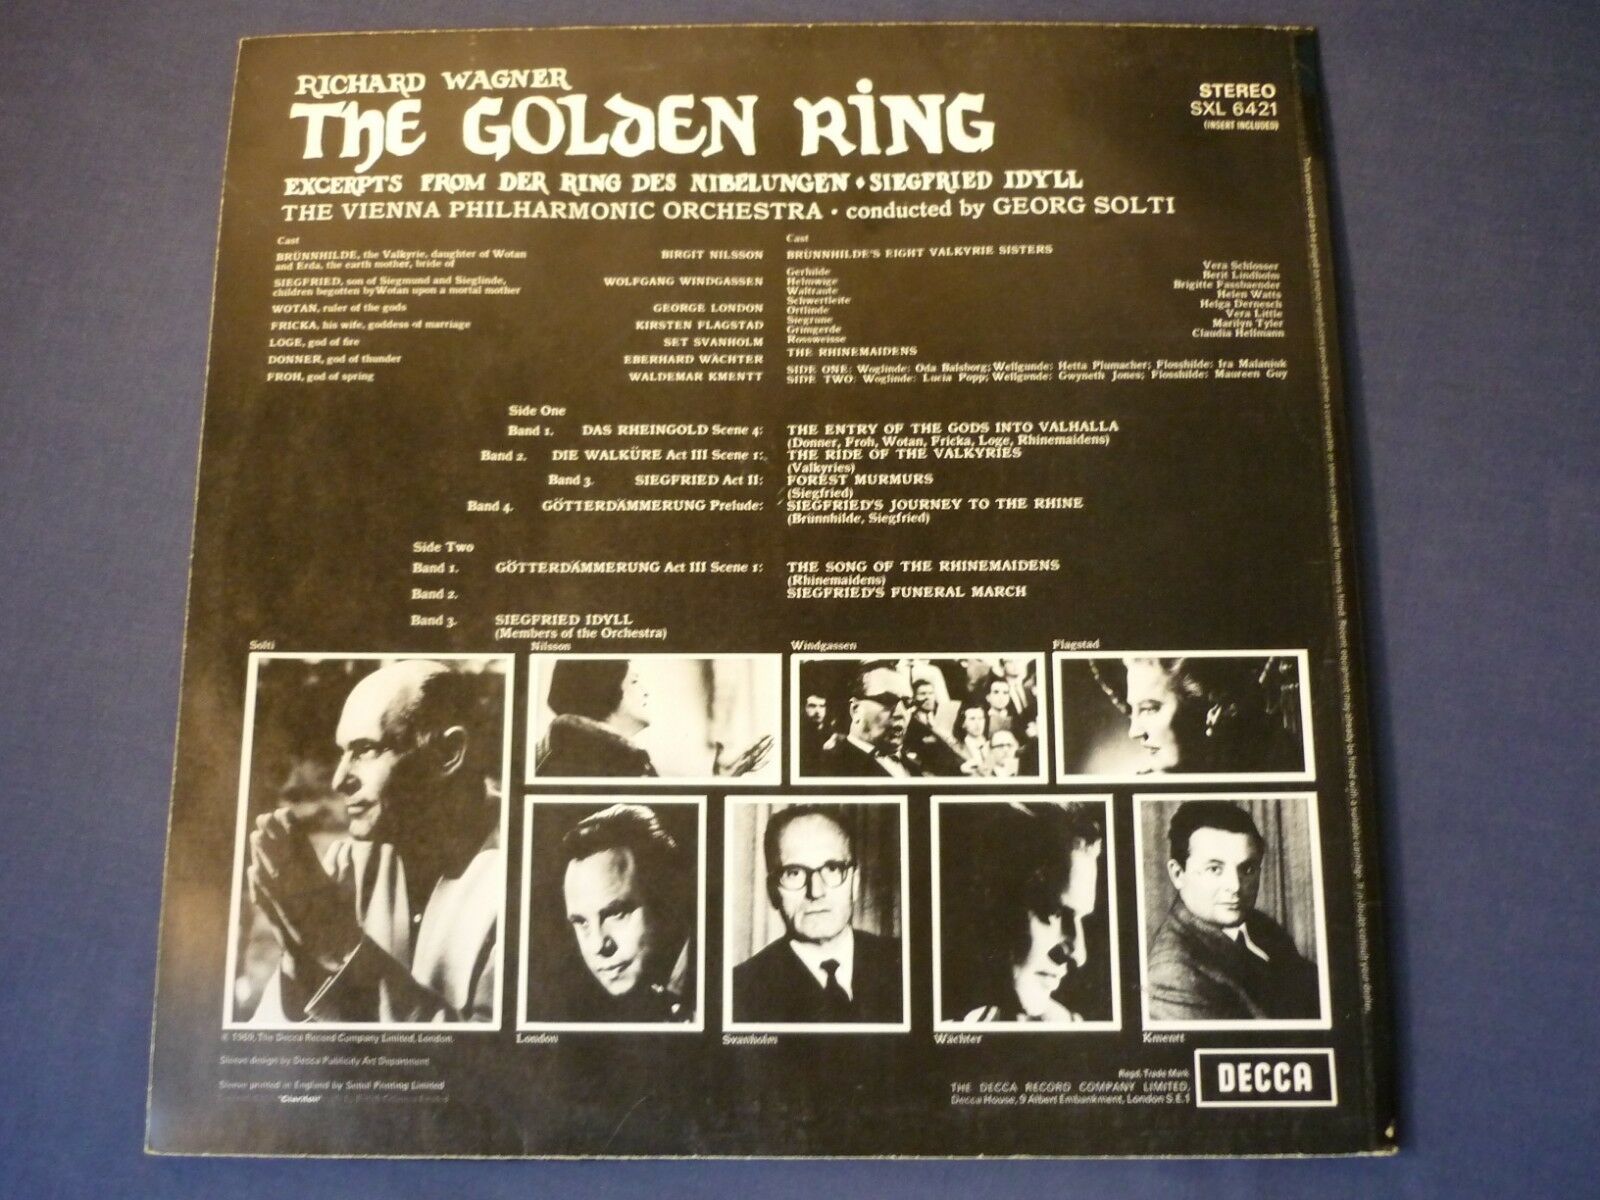 RICHARD WAGNER
THE GOLDEN RING
STEREO
SXL 6421
(INSERT INCLUDED)
EXCERPTS FROM DER RING DES NIBELUNGEN • SIEGFRIED IDYLL
THE VIENNA PHILHARMONIC ORCHESTRA • conducted by GEORG SOLTI
Cast
BRÜNNHILDE, the Valkyrie, daughter of Wotan
and Erda, the earth mother, bride of
BIRGIT NILSSON
SIEGFRIED, son of Siegmund and Sieglinde,
children begotten by Wotan upon a mortal mother
WOLFGANG WINDGASSEN
WOTAN, ruler of the gods GEORGE LONDON
FRICKA, his wife, goddess of marriage KIRSTEN FLAGSTAD
LOGE, god of fire SET SVANHOLM
DONNER, god of thunder EBERHARD WÄCHTER
FROH, god of spring WALDEMAR KMENTT
Cast
BRÜNNHILDE'S EIGHT VALKYRIE SISTERS
Gerhilde Vera Schlosser
Helmwige Berit Lindholm
Waltraute Brigitte Fassbaender
Schwertleite Helen Watts
Ortlinde Helga Dernesch
Siegrune Vera Little
Grimgerde Marilyn Tyler
Rossweisse Claudia Hellmann
THE RHINEMAIDENS
SIDE ONE: Woglinde: Oda Balsborg; Wellgunde: Hetta Plumacher; Flosshilde: Ira Malaniuk
SIDE TWO: Woglinde: Lucia Popp; Wellgunde: Gwyneth Jones; Flosshilde: Maureen Guy
Side One
Band 1. DAS RHEINGOLD Scene 4: THE ENTRY OF THE GODS INTO VALHALLA
(Donner, Froh, Wotan, Fricka, Loge, Rhinemaidens)
Band 2. DIE WALKÜRE Act III Scene 1: THE RIDE OF THE VALKYRIES
(Valkyries)
Band 3. SIEGFRIED Act II: FOREST MURMURS
(Siegfried)
Band 4. GÖTTERDÄMMERUNG Prelude: SIEGFRIED'S JOURNEY TO THE RHINE
(Brünnhilde, Siegfried)
Side Two
Band 1. GÖTTERDÄMMERUNG Act III Scene 1: THE SONG OF THE RHINEMAIDENS
(Rhinemaidens)
Band 2. SIEGFRIED'S FUNERAL MARCH
Band 3. SIEGFRIED IDYLL
(Members of the Orchestra)
Solti
Nilsson
Windgassen
Flagstad
London
Svanholm
Wächter
Kmentt
1969, The Decca Record Company Limited, London.
Sleeve design by Decca Publicity Art Department
Sleeve printed in England by Senol Printing Limited
Regd. Trade Mark
THE DECCA RECORD COMPANY LIMITED,
Decca House, 9 Albert Embankment, London S.E.1
DECCA